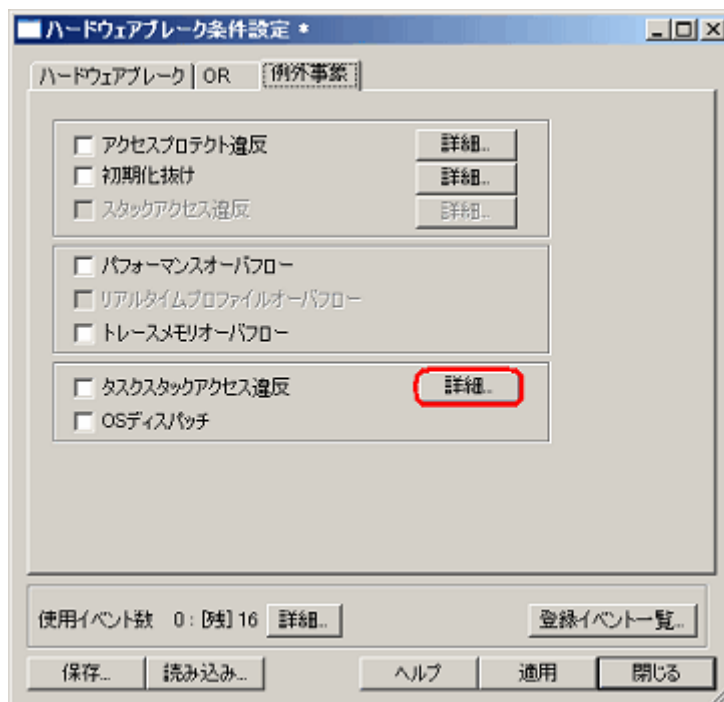 ハードウェアブレーク条件設定 *
ハードウェアブレーク OR 例外事象
アクセスプロテクト違反 詳細...
初期化抜け 詳細...
スタックアクセス違反 詳細...
パフォーマンスオーバフロー
リアルタイムプロファイルオーバフロー
トレースメモリオーバフロー
タスクスタックアクセス違反 詳細...
OSディスパッチ
使用イベント数 0 : [残] 16 詳細... 登録イベント一覧...
保存... 読み込み... ヘルプ 適用 閉じる